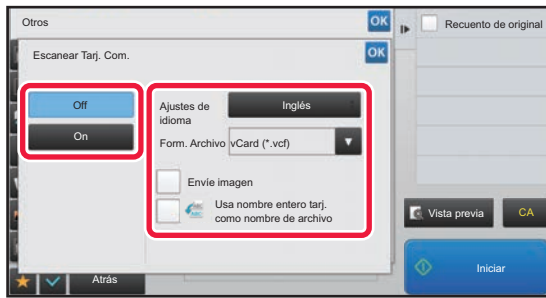 Otros
OK
Recuento de original
Escanear Tarj. Com.
OK
Off
On
Ajustes de
idioma
Inglés
Form. Archivo
vCard (*.vcf)
Envíe imagen
Usa nombre entero tarj.
como nombre de archivo
Vista previa
CA
Iniciar
Atrás